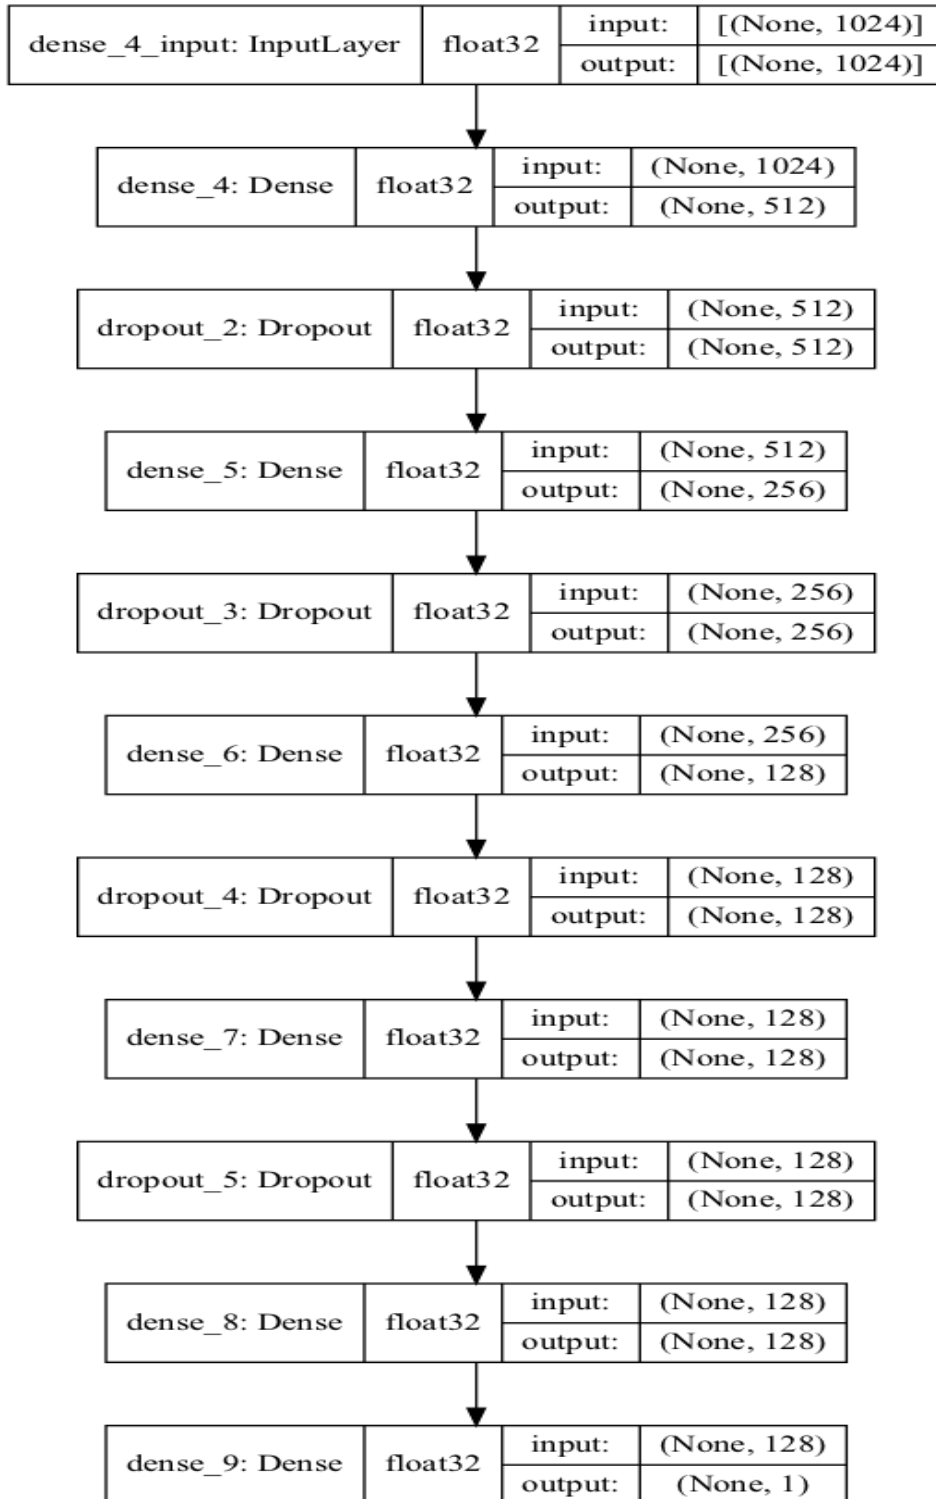 dense_4_input: InputLayer float32 input: [(None, 1024)]
output: [(None, 1024)]
dense_4: Dense float32 input: (None, 1024)
output: (None, 512)
dropout_2: Dropout float32 input: (None, 512)
output: (None, 512)
dense_5: Dense float32 input: (None, 512)
output: (None, 256)
dropout_3: Dropout float32 input: (None, 256)
output: (None, 256)
dense_6: Dense float32 input: (None, 256)
output: (None, 128)
dropout_4: Dropout float32 input: (None, 128)
output: (None, 128)
dense_7: Dense float32 input: (None, 128)
output: (None, 128)
dropout_5: Dropout float32 input: (None, 128)
output: (None, 128)
dense_8: Dense float32 input: (None, 128)
output: (None, 128)
dense_9: Dense float32 input: (None, 128)
output: (None, 1)